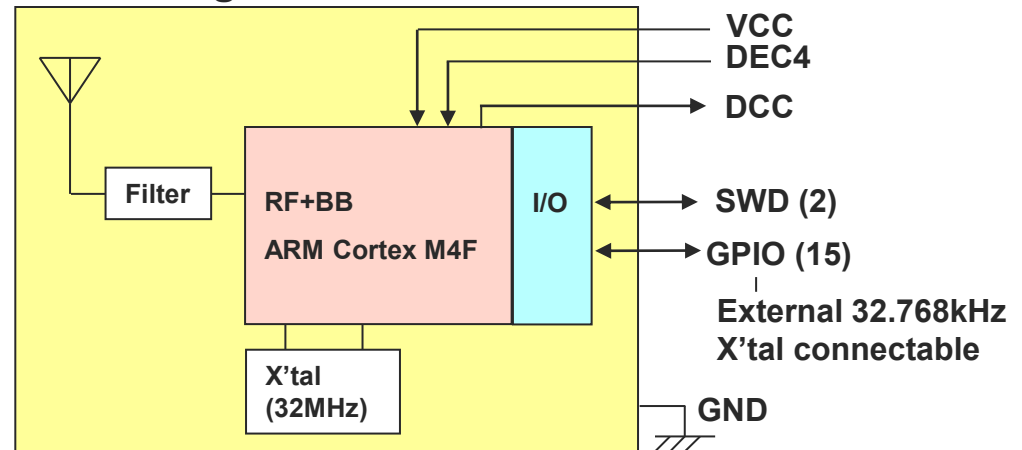 VCC
DEC4
DCC
Filter
RF+BB
ARM Cortex M4F
I/O
SWD (2)
GPIO (15)
External 32.768kHz
X'tal connectable
X'tal
(32MHz)
GND